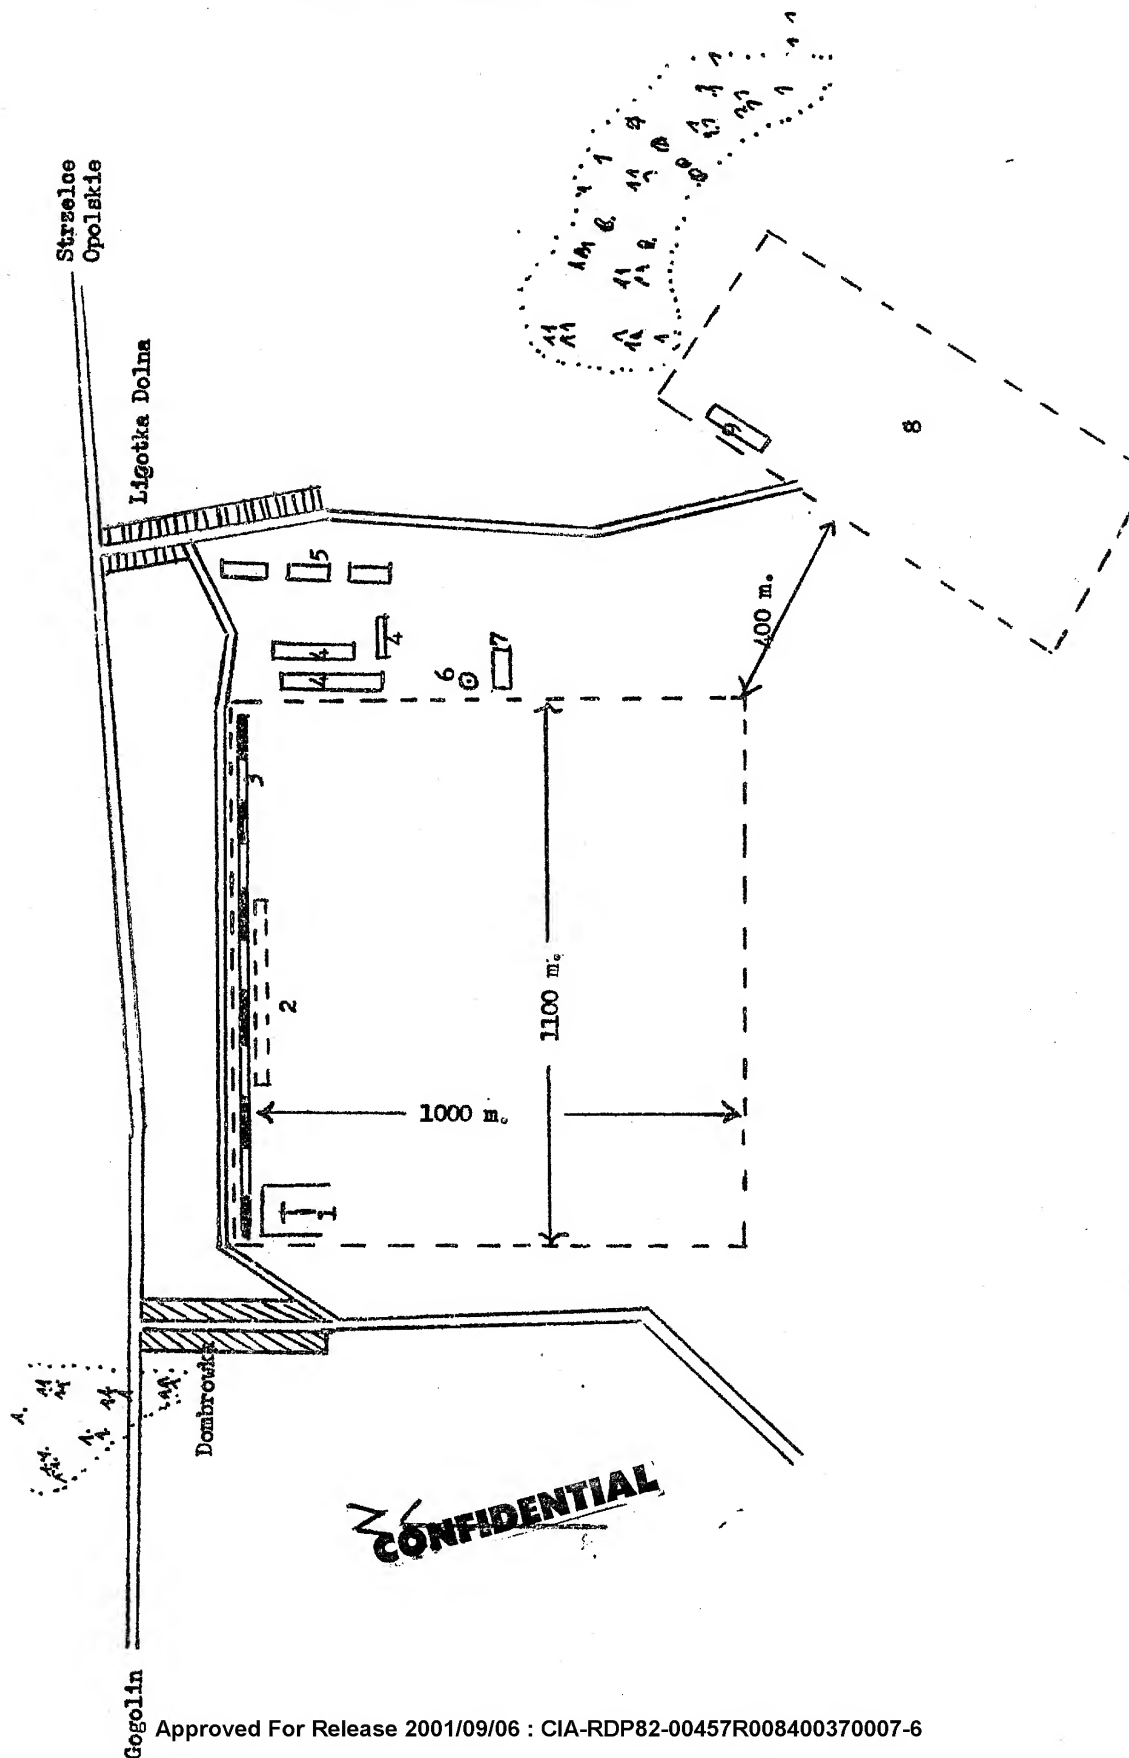 Strzelce
Opolskie
Ligotka Dolna
5
4
4
4
6
7
3
2
1
1100 m.
1000 m.
400 m.
9
8
Dombrowka
Gogolin
N
CONFIDENTIAL
Approved For Release 2001/09/06 : CIA-RDP82-00457R008400370007-6